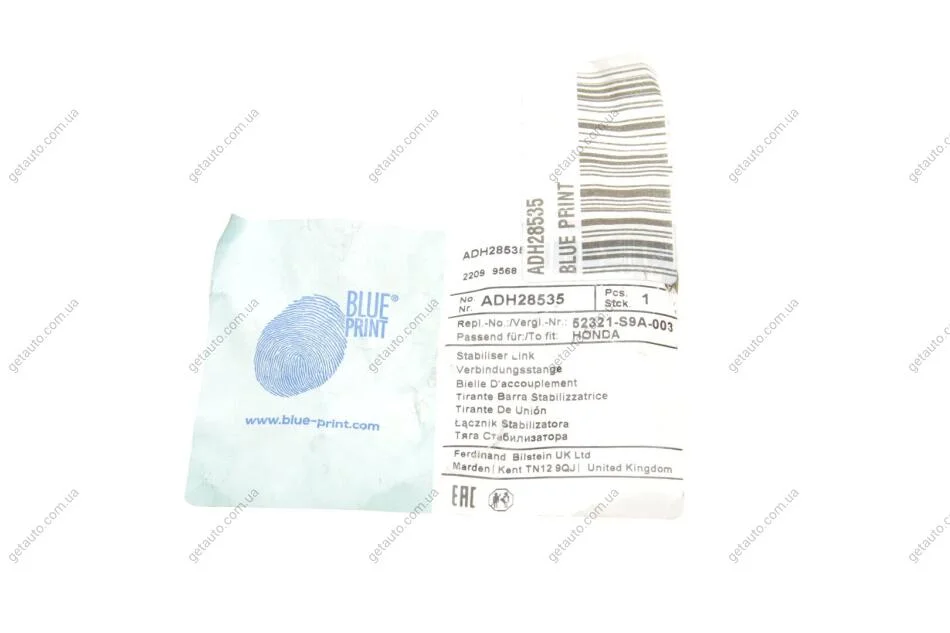 BLUE®
PRINT
www.blue-print.com
ADH28535
BLUE PRINT
2209 9568
No.
Nr. ADH28535
Pcs.
Stck. 1
Repl.-No.:/Vergl.-Nr.: 52321-S9A-003
Passend für:/To fit: HONDA
Stabiliser Link
Verbindungsstange
Bielle D'accouplement
Tirante Barra Stabilizzatrice
Tirante De Unión
Łącznik Stabilizatora
Тяга Стабилизатора
Ferdinand Bilstein UK Ltd
Marden| Kent TN12 9QJ| United Kingdom
EAC
getauto.com.ua